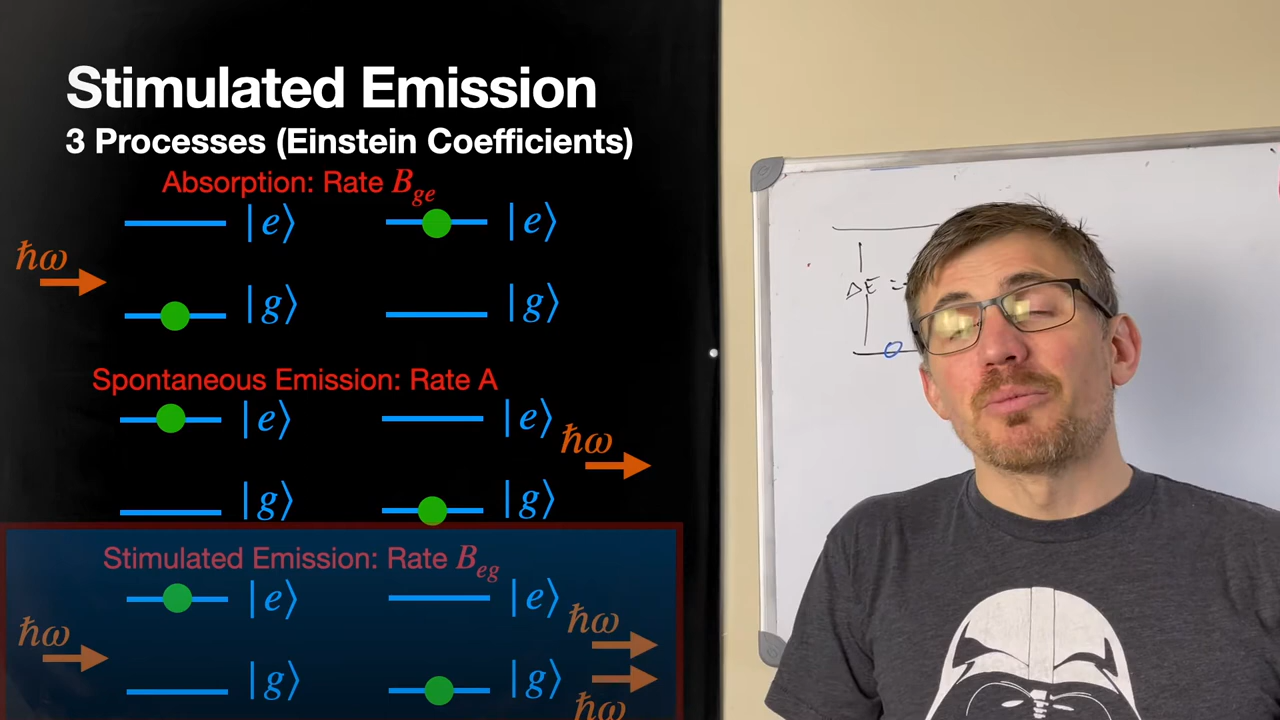 Stimulated Emission
3 Processes (Einstein Coefficients)
Absorption: Rate B_ge
|e⟩ |e⟩
ħω
|g⟩ |g⟩
Spontaneous Emission: Rate A
|e⟩ |e⟩ ħω
|g⟩ |g⟩
Stimulated Emission: Rate B_eg
|e⟩ |e⟩ ħω
ħω
|g⟩ |g⟩
ħω
ΔE =